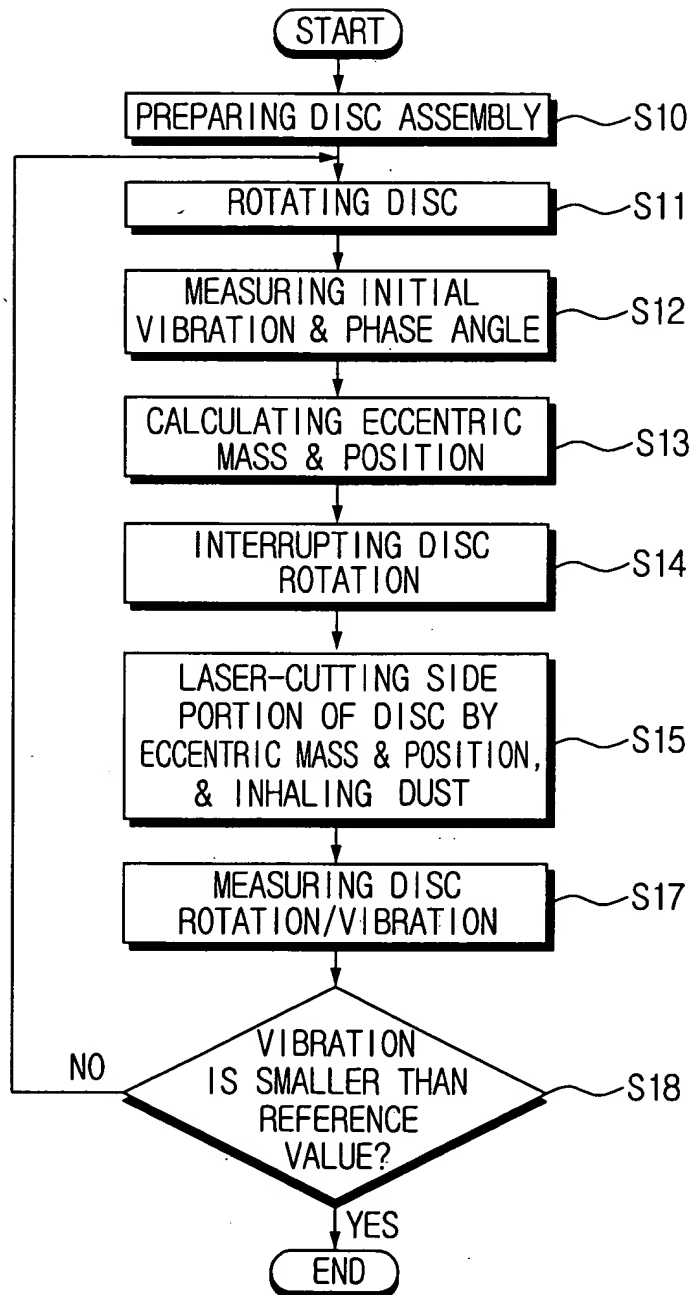 START
PREPARING DISC ASSEMBLY
S10
ROTATING DISC
S11
MEASURING INITIAL
VIBRATION & PHASE ANGLE
S12
CALCULATING ECCENTRIC
MASS & POSITION
S13
INTERRUPTING DISC
ROTATION
S14
LASER-CUTTING SIDE
PORTION OF DISC BY
ECCENTRIC MASS & POSITION,
& INHALING DUST
S15
MEASURING DISC
ROTATION/VIBRATION
S17
NO
VIBRATION
IS SMALLER THAN
REFERENCE
VALUE?
S18
YES
END